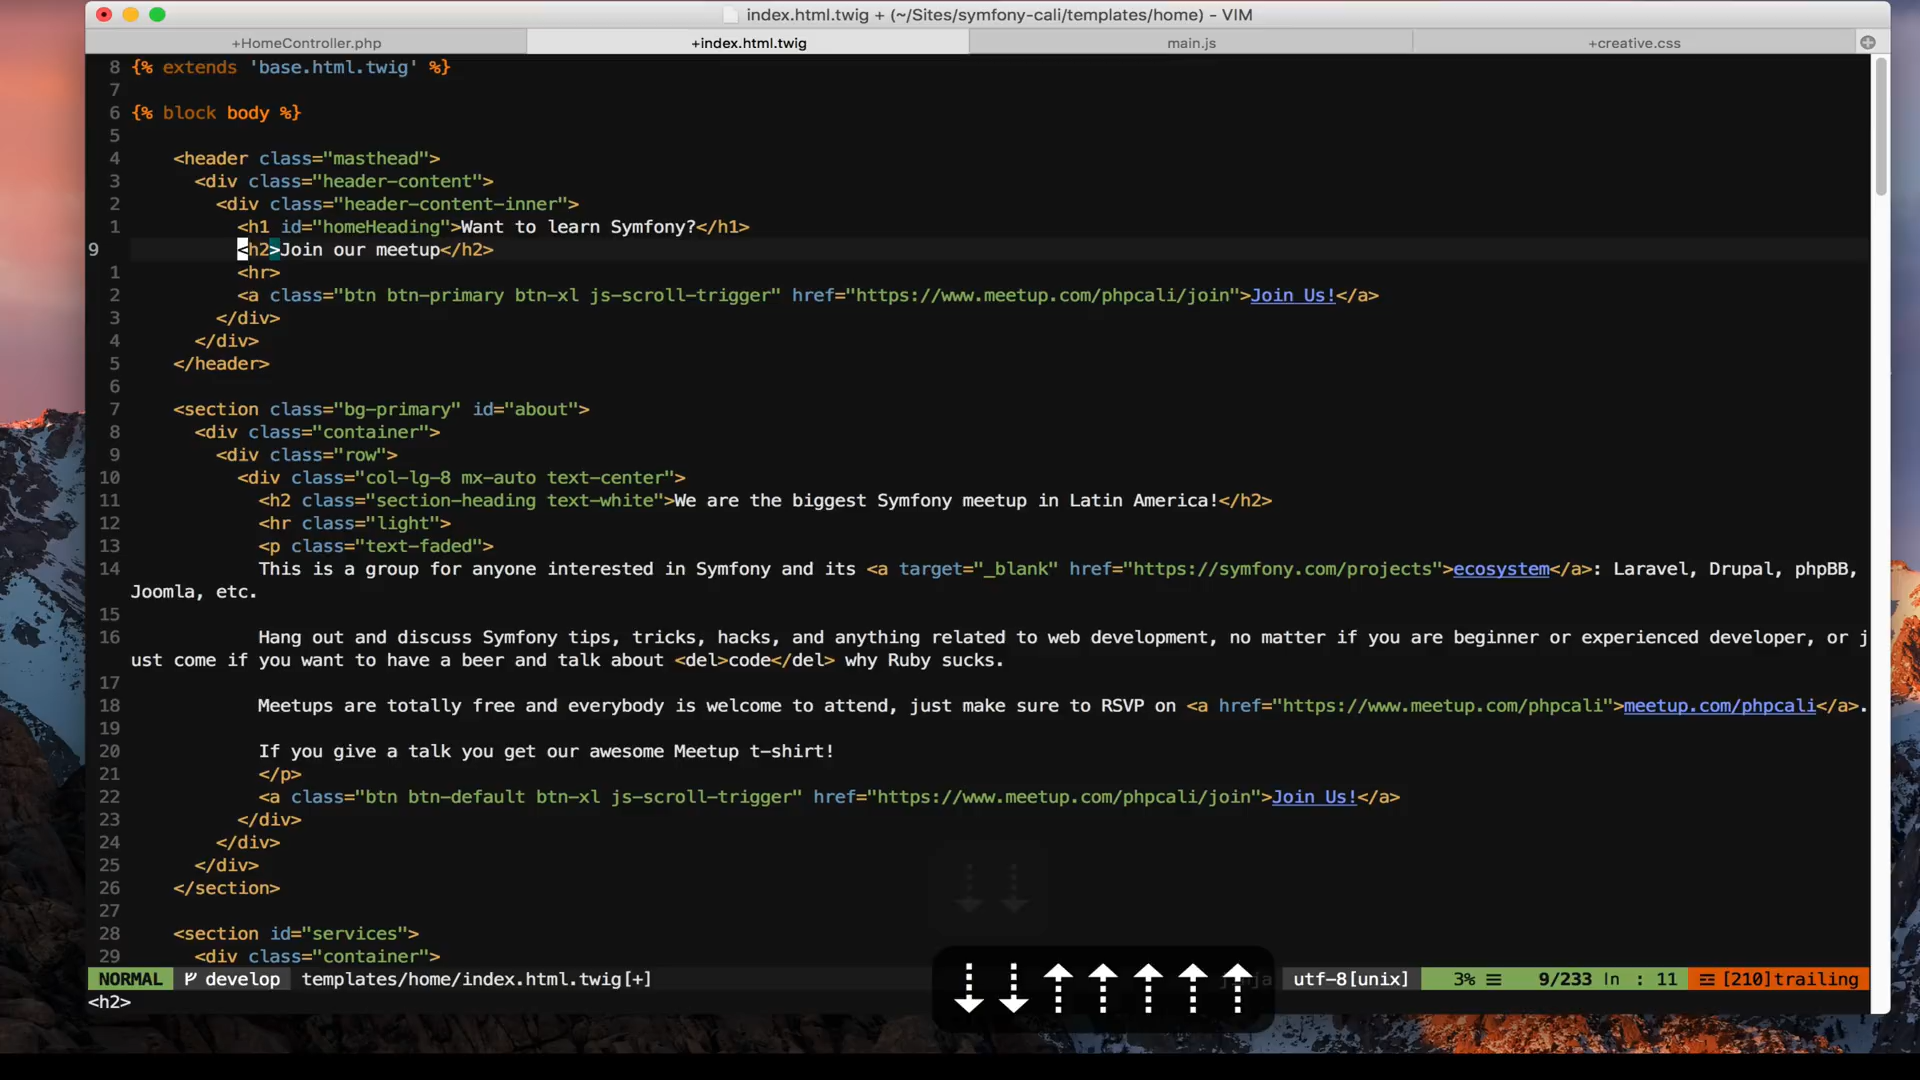 index.html.twig + (~/Sites/symfony-cali/templates/home) - VIM
+HomeController.php +index.html.twig main.js +creative.css
8 {% extends 'base.html.twig' %}
7
6 {% block body %}
5
4 <header class="masthead">
3 <div class="header-content">
2 <div class="header-content-inner">
1 <h1 id="homeHeading">Want to learn Symfony?</h1>
9 <h2>Join our meetup</h2>
1 <hr>
2 <a class="btn btn-primary btn-xl js-scroll-trigger" href="https://www.meetup.com/phpcali/join">Join Us!</a>
3 </div>
4 </div>
5 </header>
6
7 <section class="bg-primary" id="about">
8 <div class="container">
9 <div class="row">
10 <div class="col-lg-8 mx-auto text-center">
11 <h2 class="section-heading text-white">We are the biggest Symfony meetup in Latin America!</h2>
12 <hr class="light">
13 <p class="text-faded">
14 This is a group for anyone interested in Symfony and its <a target="_blank" href="https://symfony.com/projects">ecosystem</a>: Laravel, Drupal, phpBB,
Joomla, etc.
15
16 Hang out and discuss Symfony tips, tricks, hacks, and anything related to web development, no matter if you are beginner or experienced developer, or j
ust come if you want to have a beer and talk about <del>code</del> why Ruby sucks.
17
18 Meetups are totally free and everybody is welcome to attend, just make sure to RSVP on <a href="https://www.meetup.com/phpcali">meetup.com/phpcali</a>.
19
20 If you give a talk you get our awesome Meetup t-shirt!
21 </p>
22 <a class="btn btn-default btn-xl js-scroll-trigger" href="https://www.meetup.com/phpcali/join">Join Us!</a>
23 </div>
24 </div>
25 </div>
26 </section>
27
28 <section id="services">
29 <div class="container">
NORMAL develop templates/home/index.html.twig[+] utf-8[unix] 3% ☰ 9/233 ln : 11 [210]trailing
<h2>